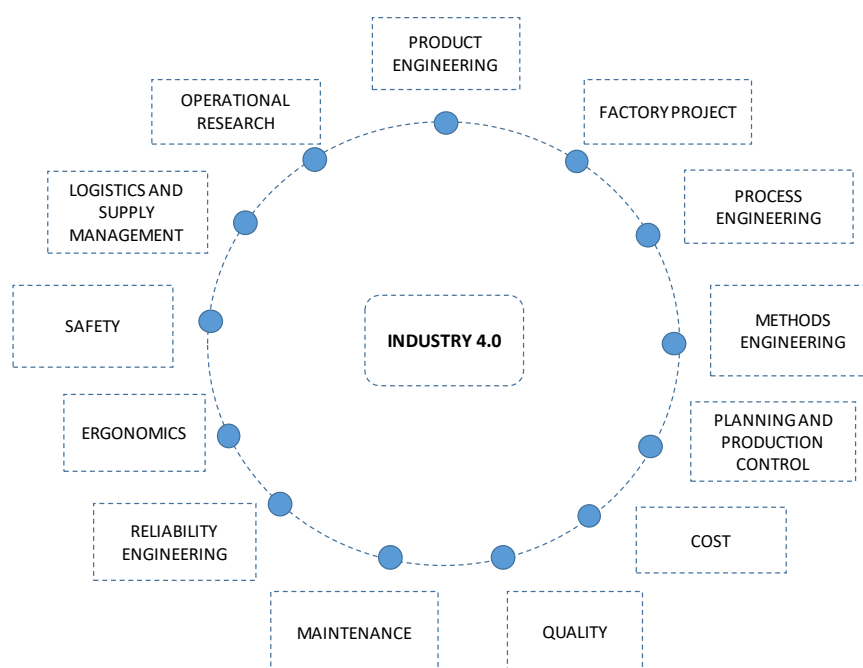 PRODUCT
ENGINEERING
FACTORY PROJECT
PROCESS
ENGINEERING
METHODS
ENGINEERING
PLANNING AND
PRODUCTION
CONTROL
COST
QUALITY
MAINTENANCE
RELIABILITY
ENGINEERING
ERGONOMICS
SAFETY
LOGISTICS AND
SUPPLY
MANAGEMENT
OPERATIONAL
RESEARCH
INDUSTRY 4.0